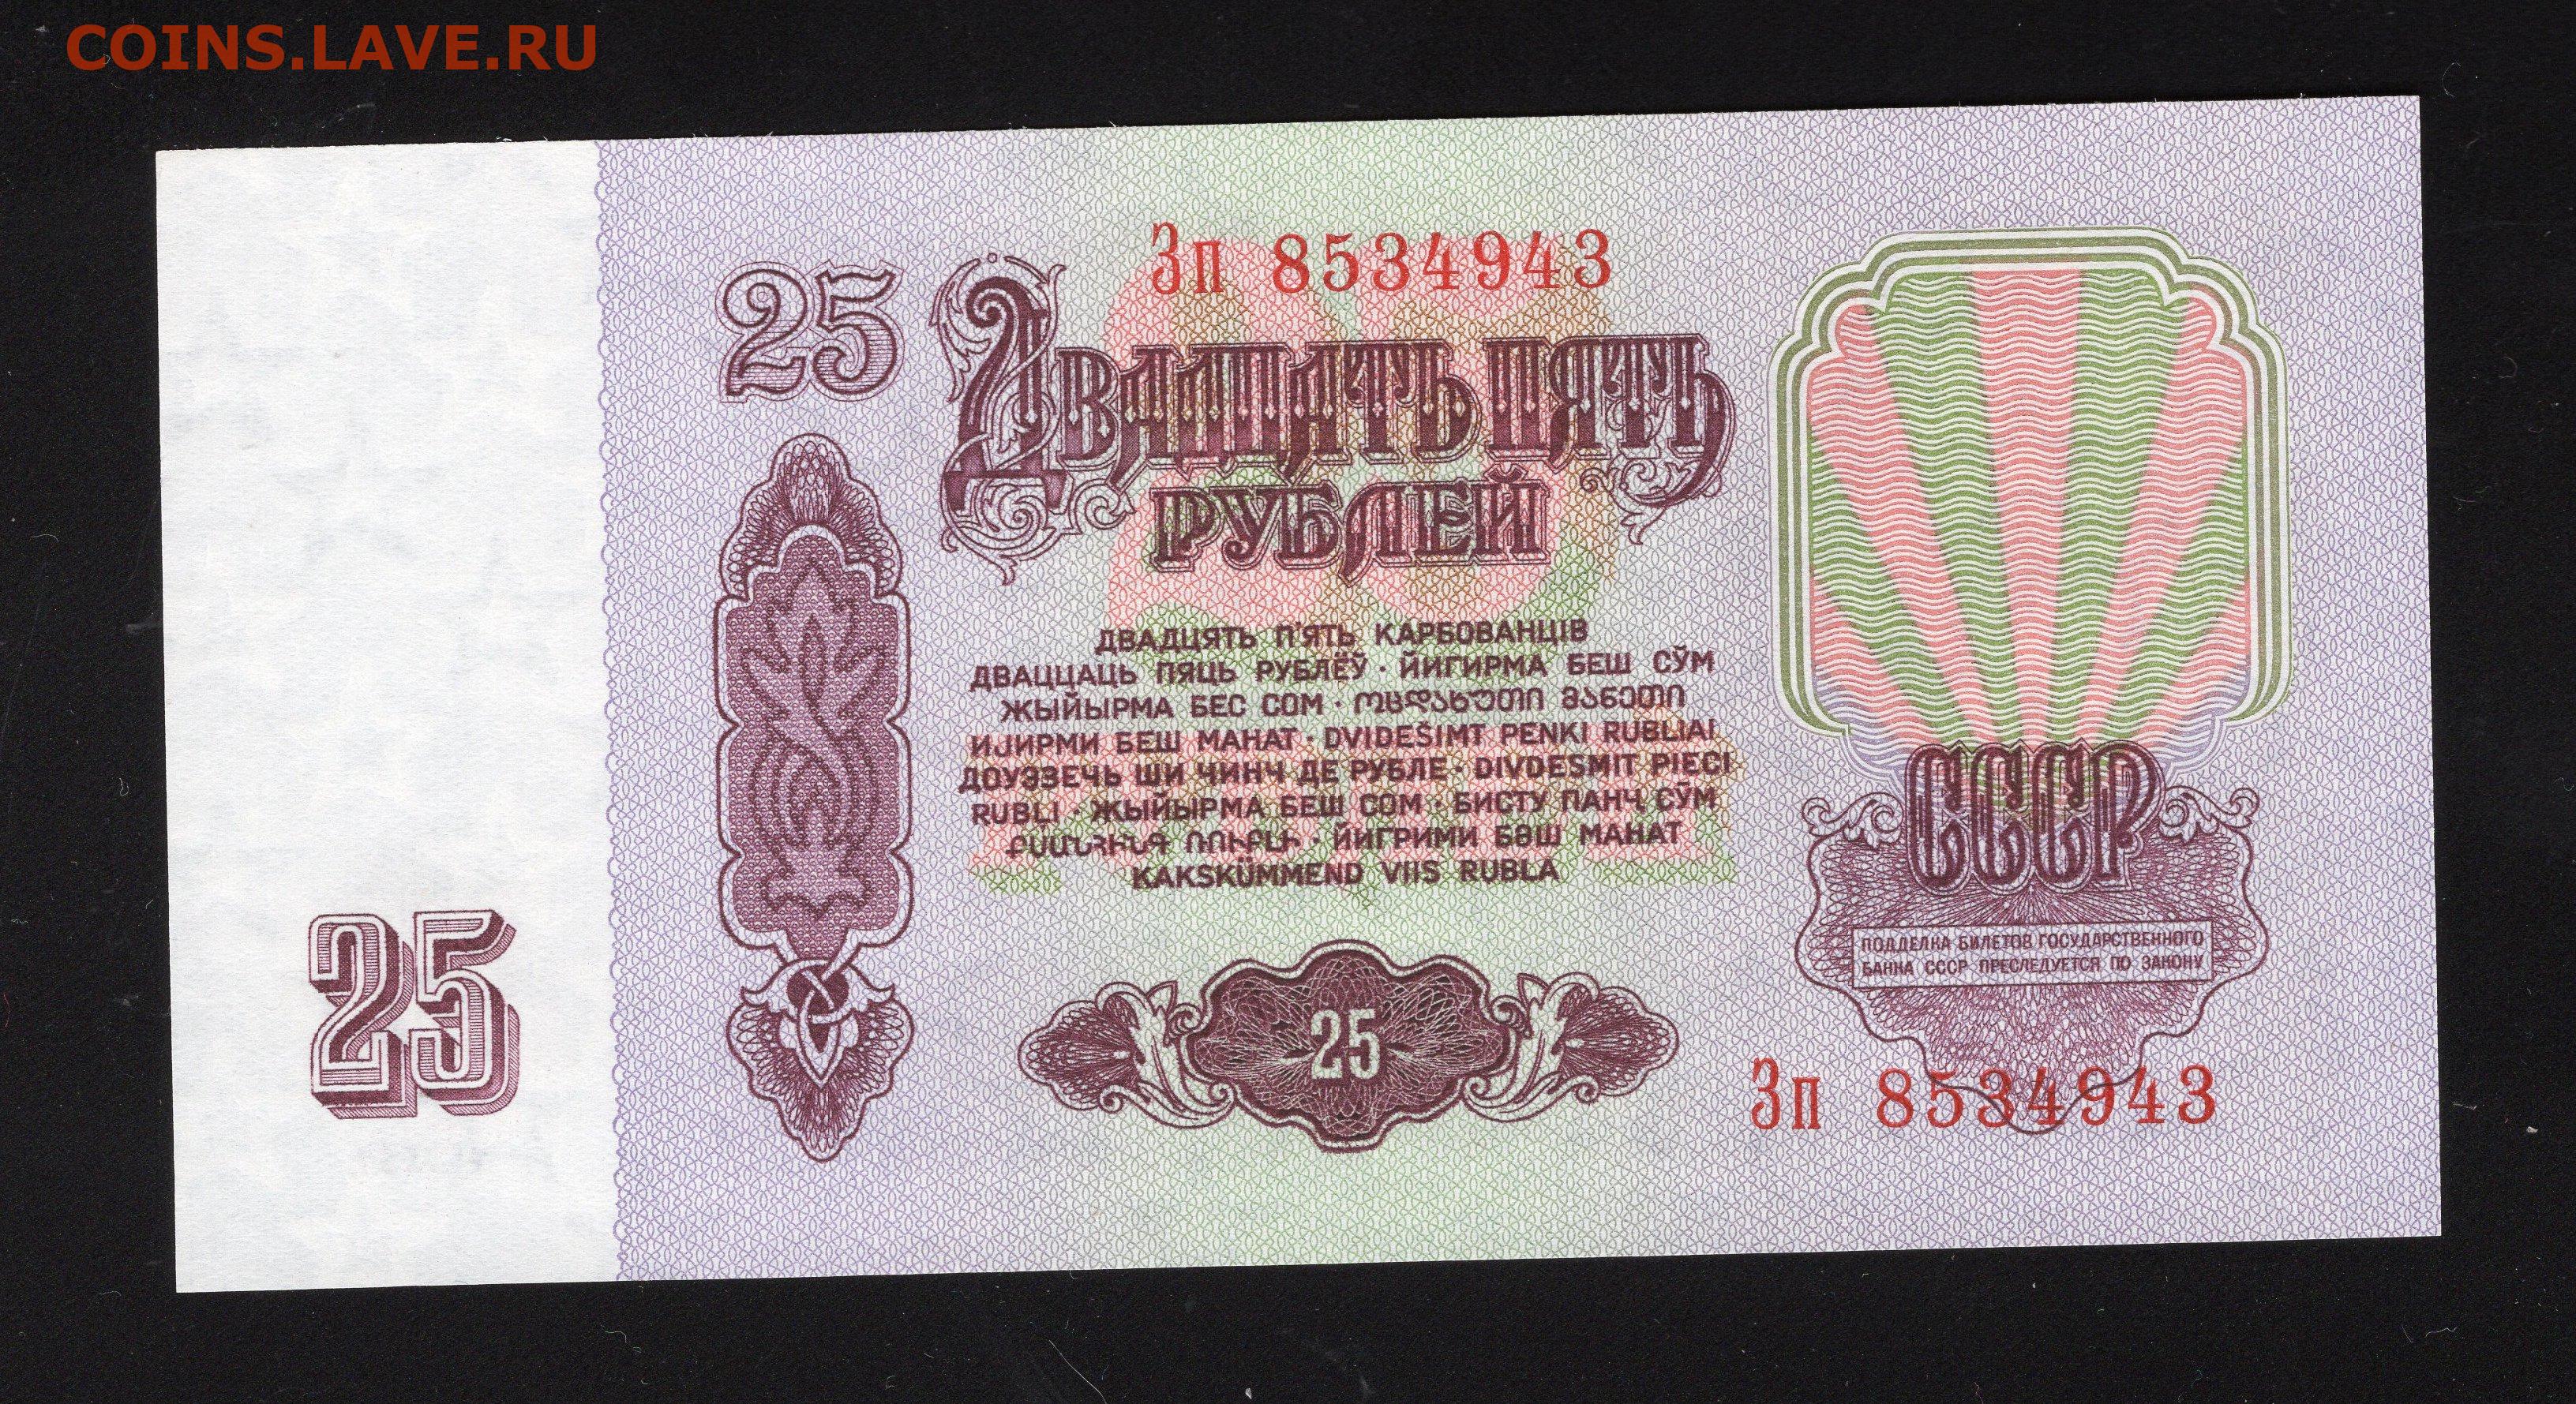 COINS.LAVE.RU
Зп 8534943
25
Двадцать пять
рублей
ДВАДЦЯТЬ П'ЯТЬ КАРБОВАНЦІВ
ДВАЦЦАЦЬ ПЯЦЬ РУБЛЁЎ · ЙИГИРМА БЕШ СЎМ
ЖЫЙЫРМА БЕС СОМ · ოცდახუთი მანეთი
ИЈИРМИ БЕШ МАНАТ · DVIDEŠIMT PENKI RUBLIAI
ДОУЭЗЕЧЬ ШИ ЧИНЧ ДЕ РУБЛЕ · DIVDESMIT PIECI
RUBLI · ЖЫЙЫРМА БЕШ СОМ · БИСТУ ПАНҶ СӮМ
ՔՍԱՆՀԻՆԳ ՌՈՒԲԼԻ · ЙИГРИМИ БӘШ МАНАТ
KAKSKÜMMEND VIIS RUBLA
СССР
ПОДДЕЛКА БИЛЕТОВ ГОСУДАРСТВЕННОГО
БАНКА СССР ПРЕСЛЕДУЕТСЯ ПО ЗАКОНУ
25
25
Зп 8534943